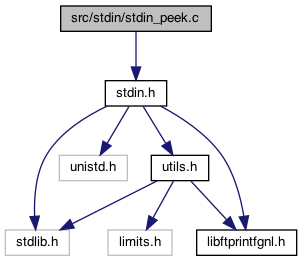 src/stdin/stdin_peek.c
stdin.h
unistd.h
utils.h
stdlib.h
limits.h
libftprintfgnl.h